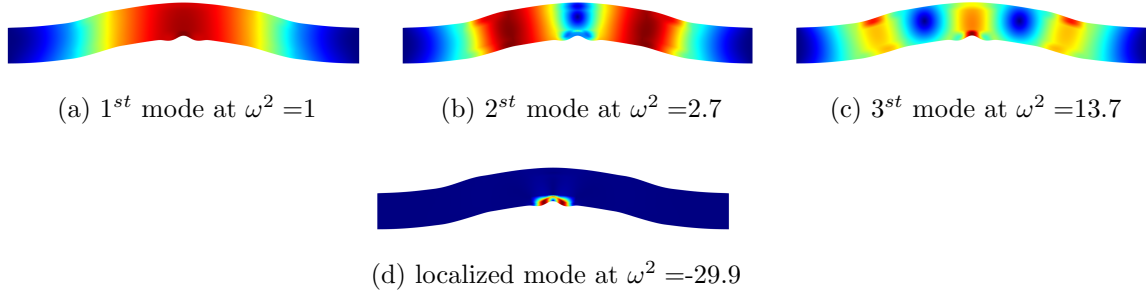 (a) 1st mode at ω² =1
(b) 2st mode at ω² =2.7
(c) 3st mode at ω² =13.7
(d) localized mode at ω² =-29.9